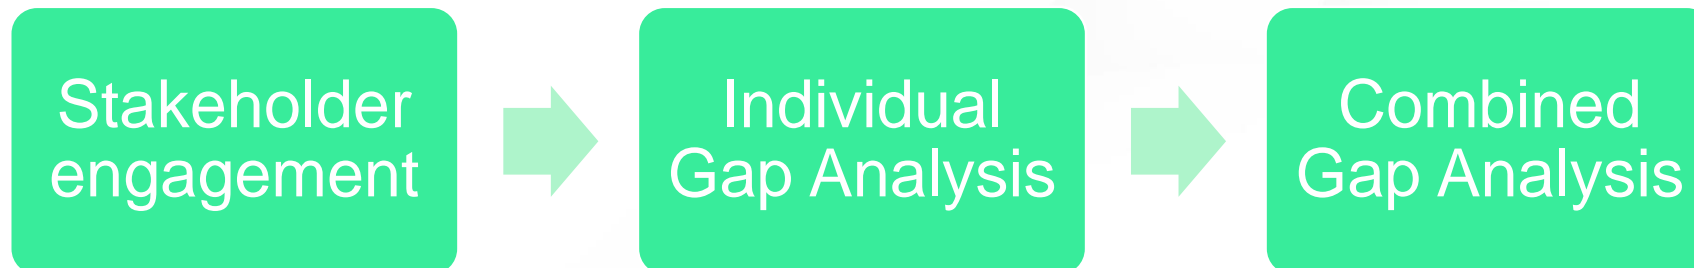 Stakeholder
engagement
Individual
Gap Analysis
Combined
Gap Analysis